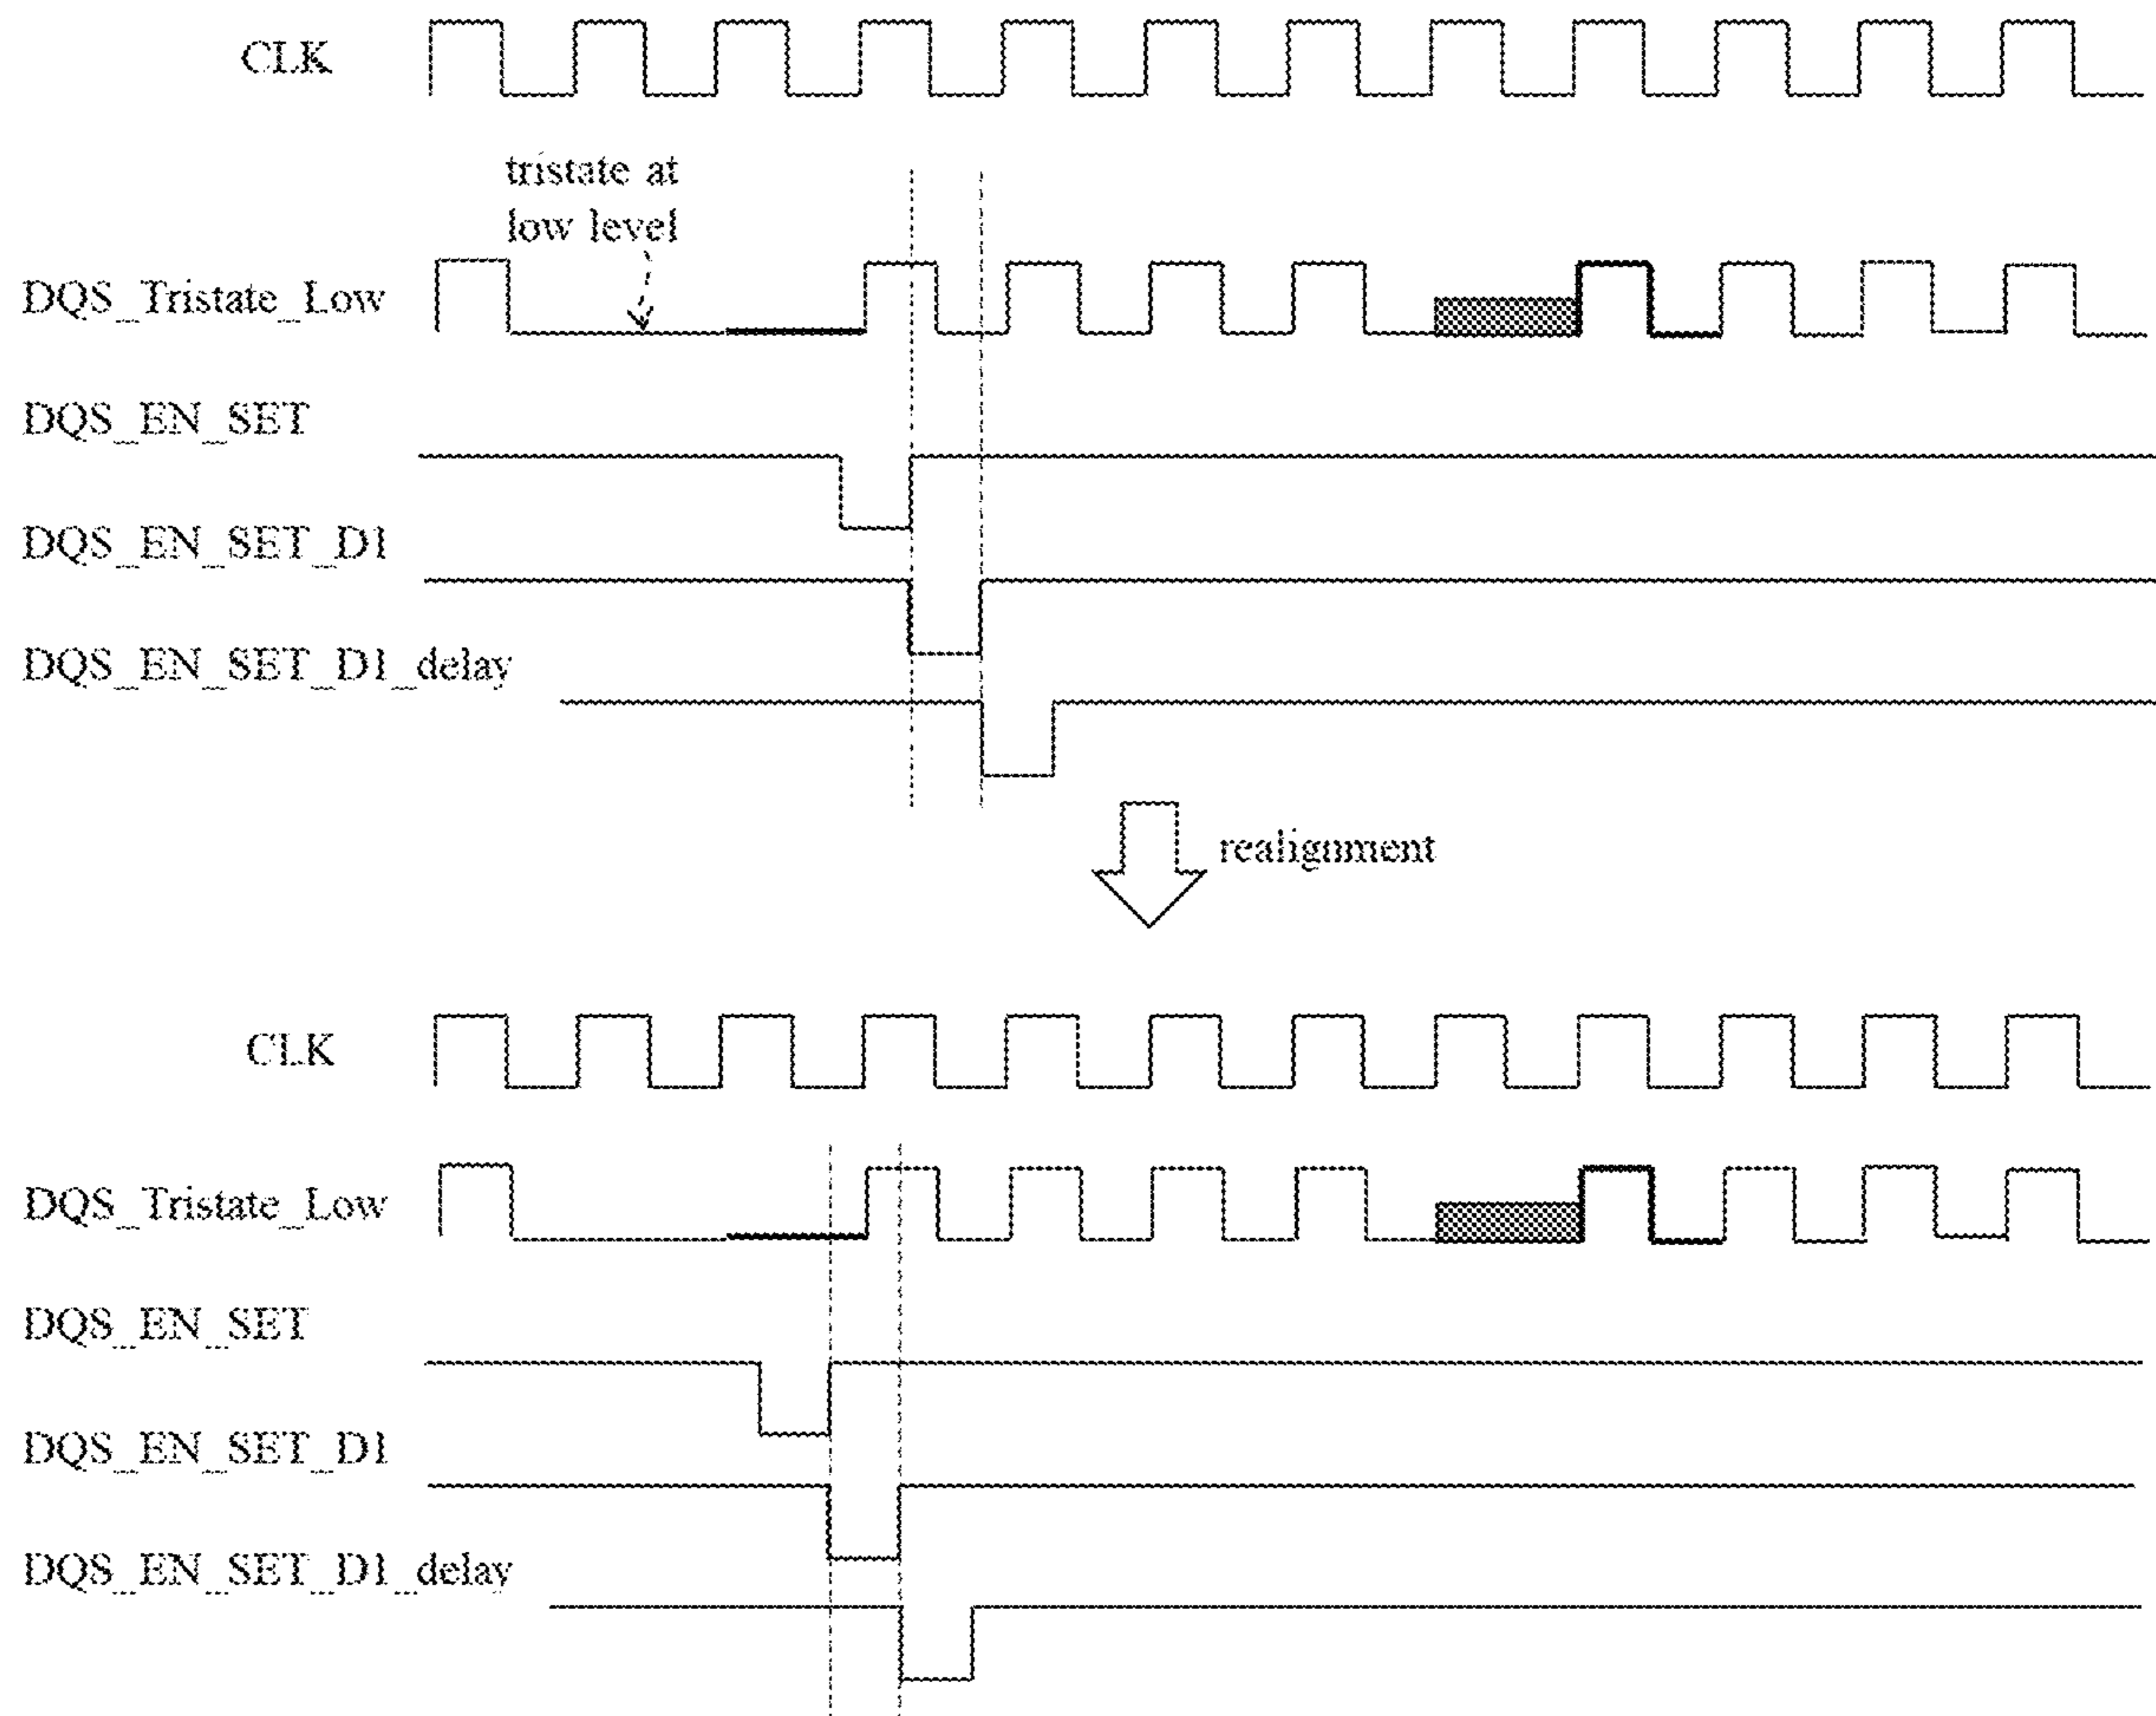 CLK
tristate at
low level
DQS_Tristate_Low
DQS_EN_SET
DQS_EN_SET_D1
DQS_EN_SET_D1_delay
realignment
CLK
DQS_Tristate_Low
DQS_EN_SET
DQS_EN_SET_D1
DQS_EN_SET_D1_delay